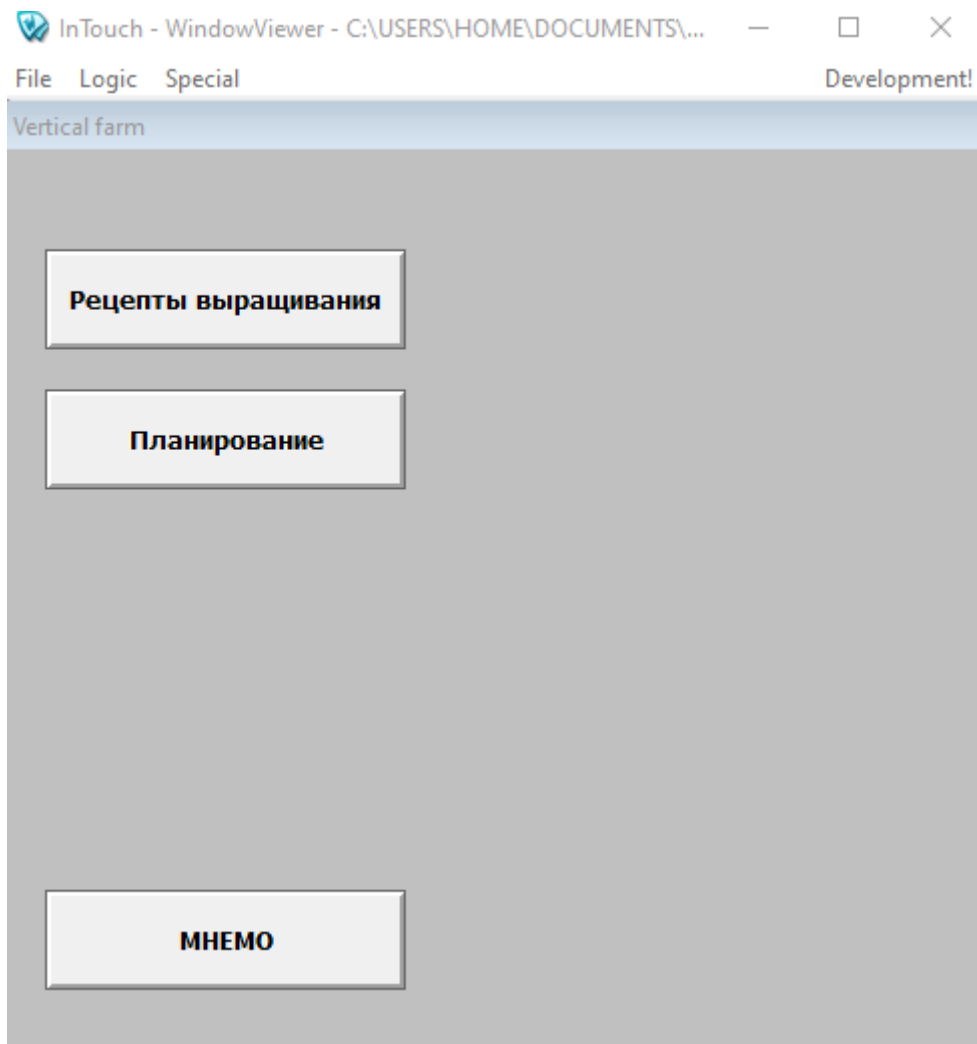 InTouch - WindowViewer - C:\USERS\HOME\DOCUMENTS\...
File Logic Special Development!
Vertical farm
Рецепты выращивания
Планирование
МНЕМО